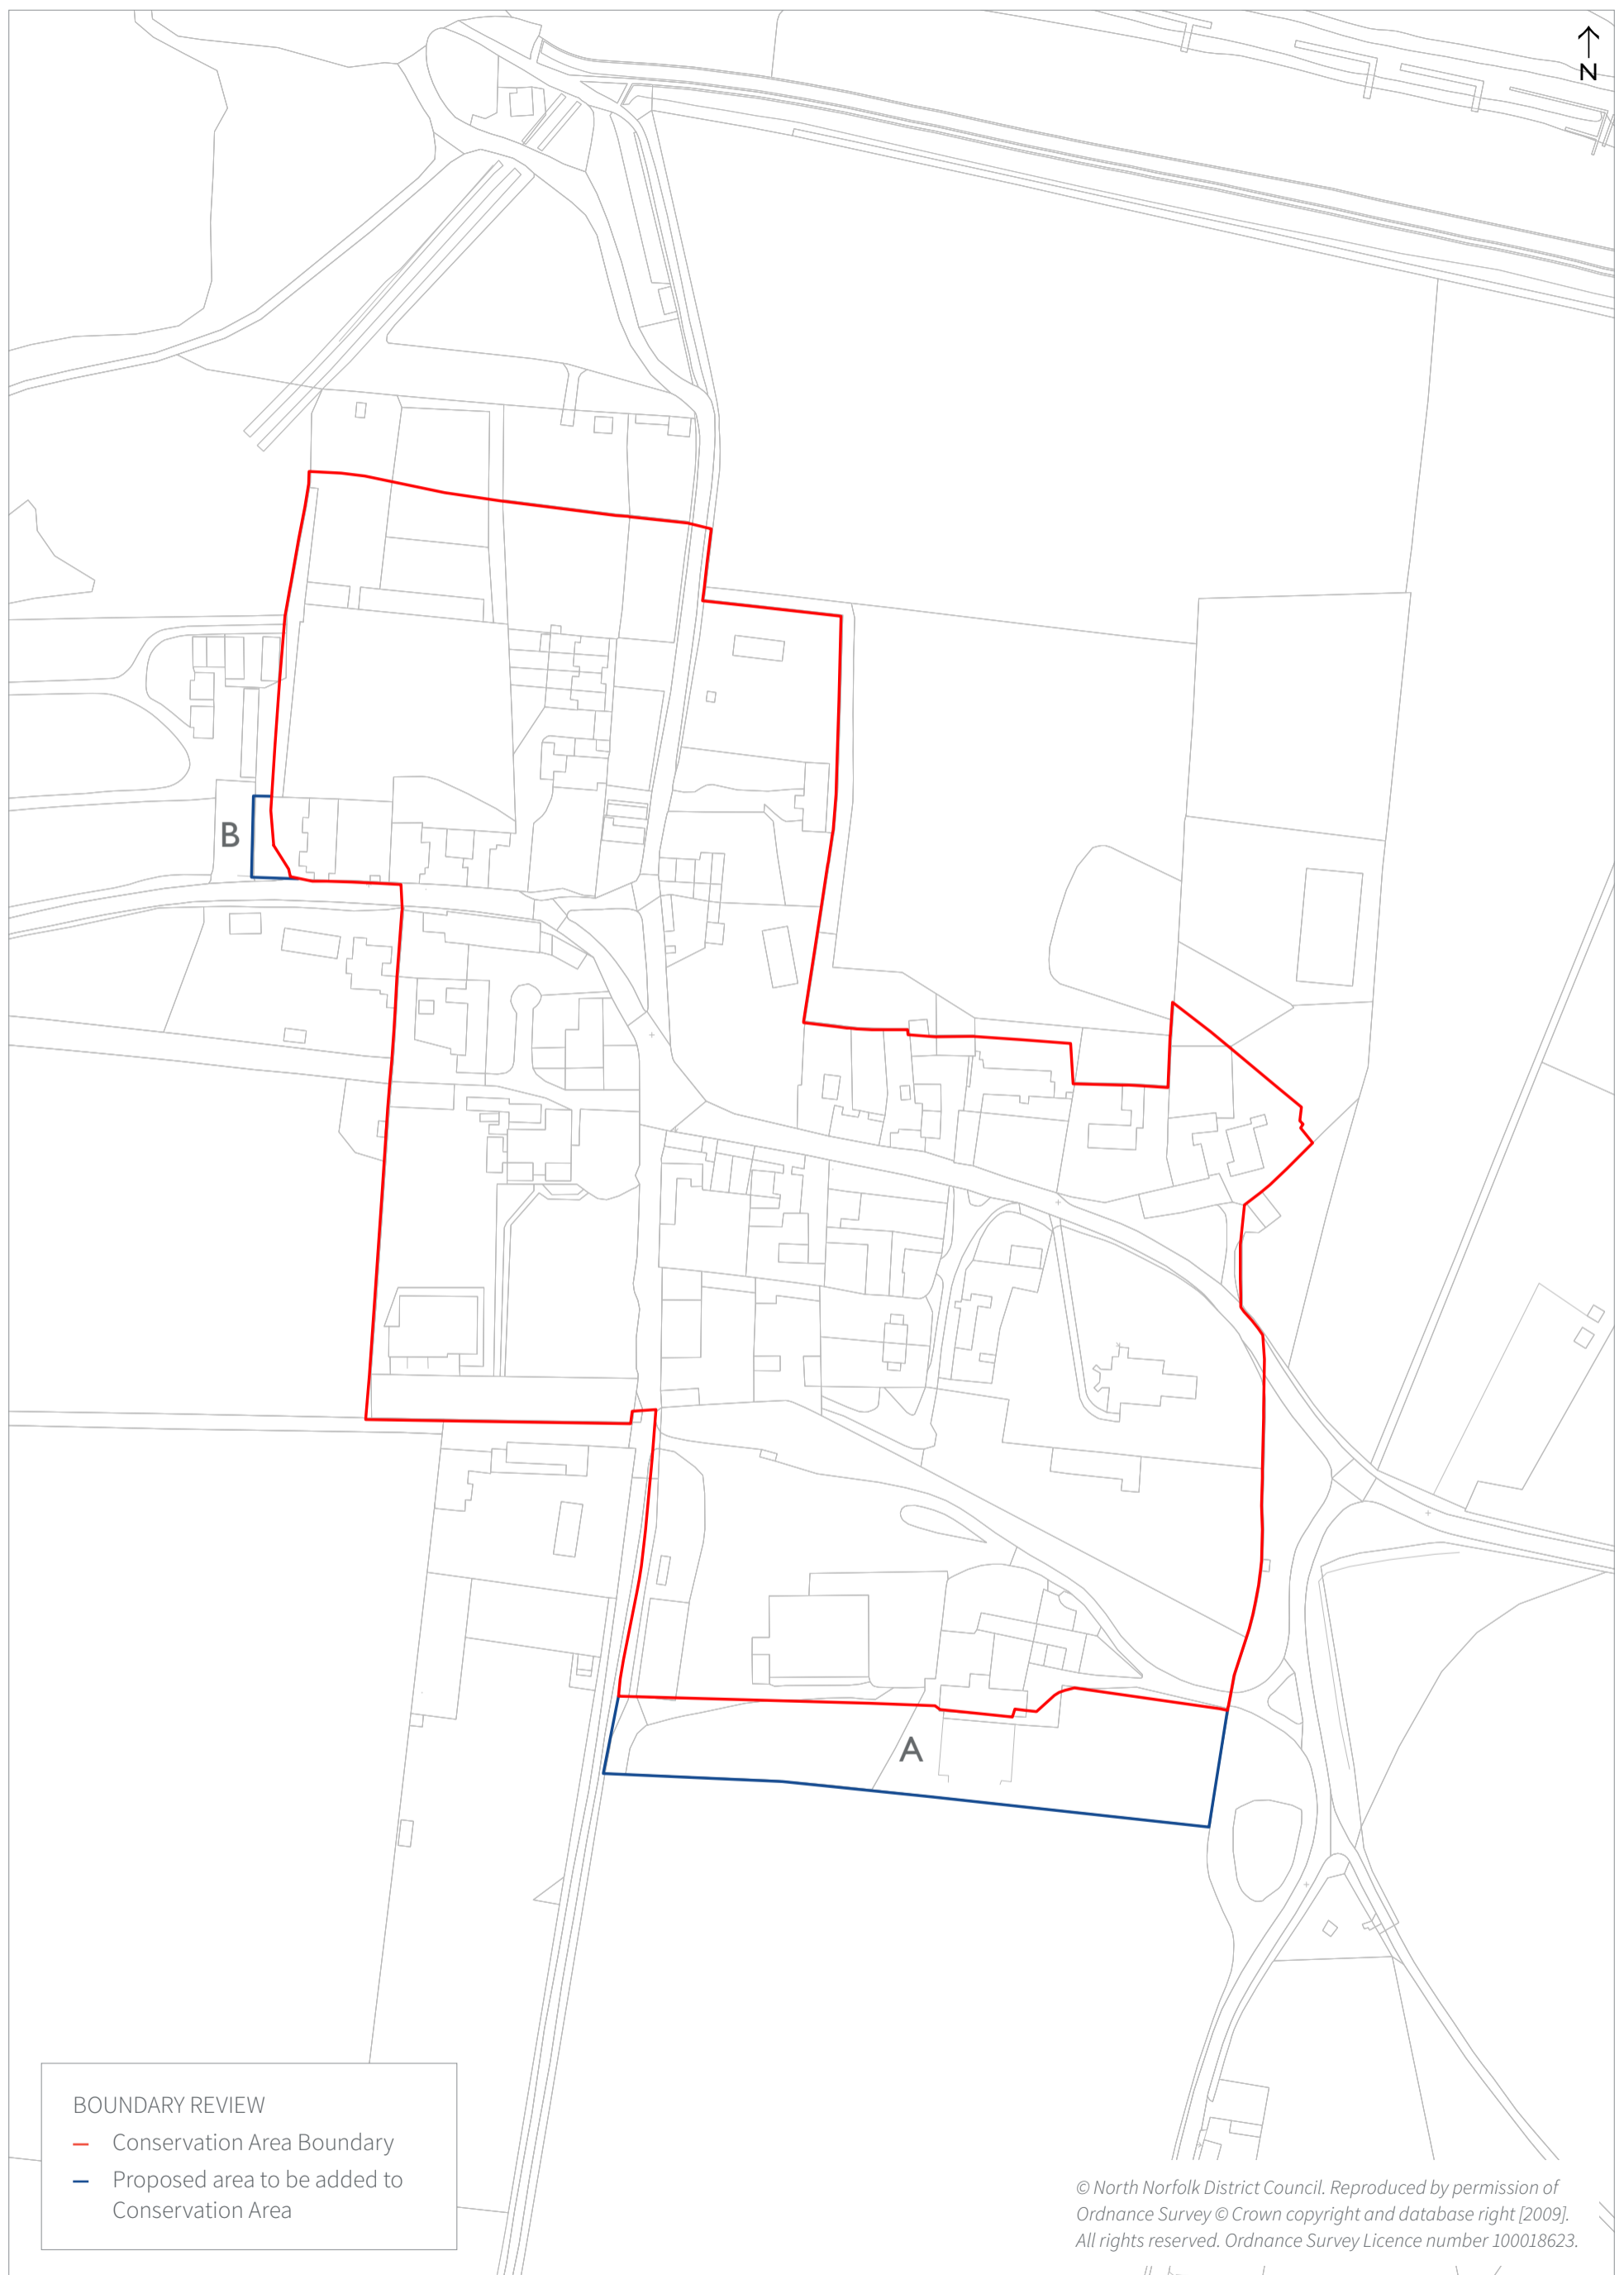 N
B
A
BOUNDARY REVIEW
Conservation Area Boundary
Proposed area to be added to
Conservation Area
© North Norfolk District Council. Reproduced by permission of
Ordnance Survey © Crown copyright and database right [2009].
All rights reserved. Ordnance Survey Licence number 100018623.